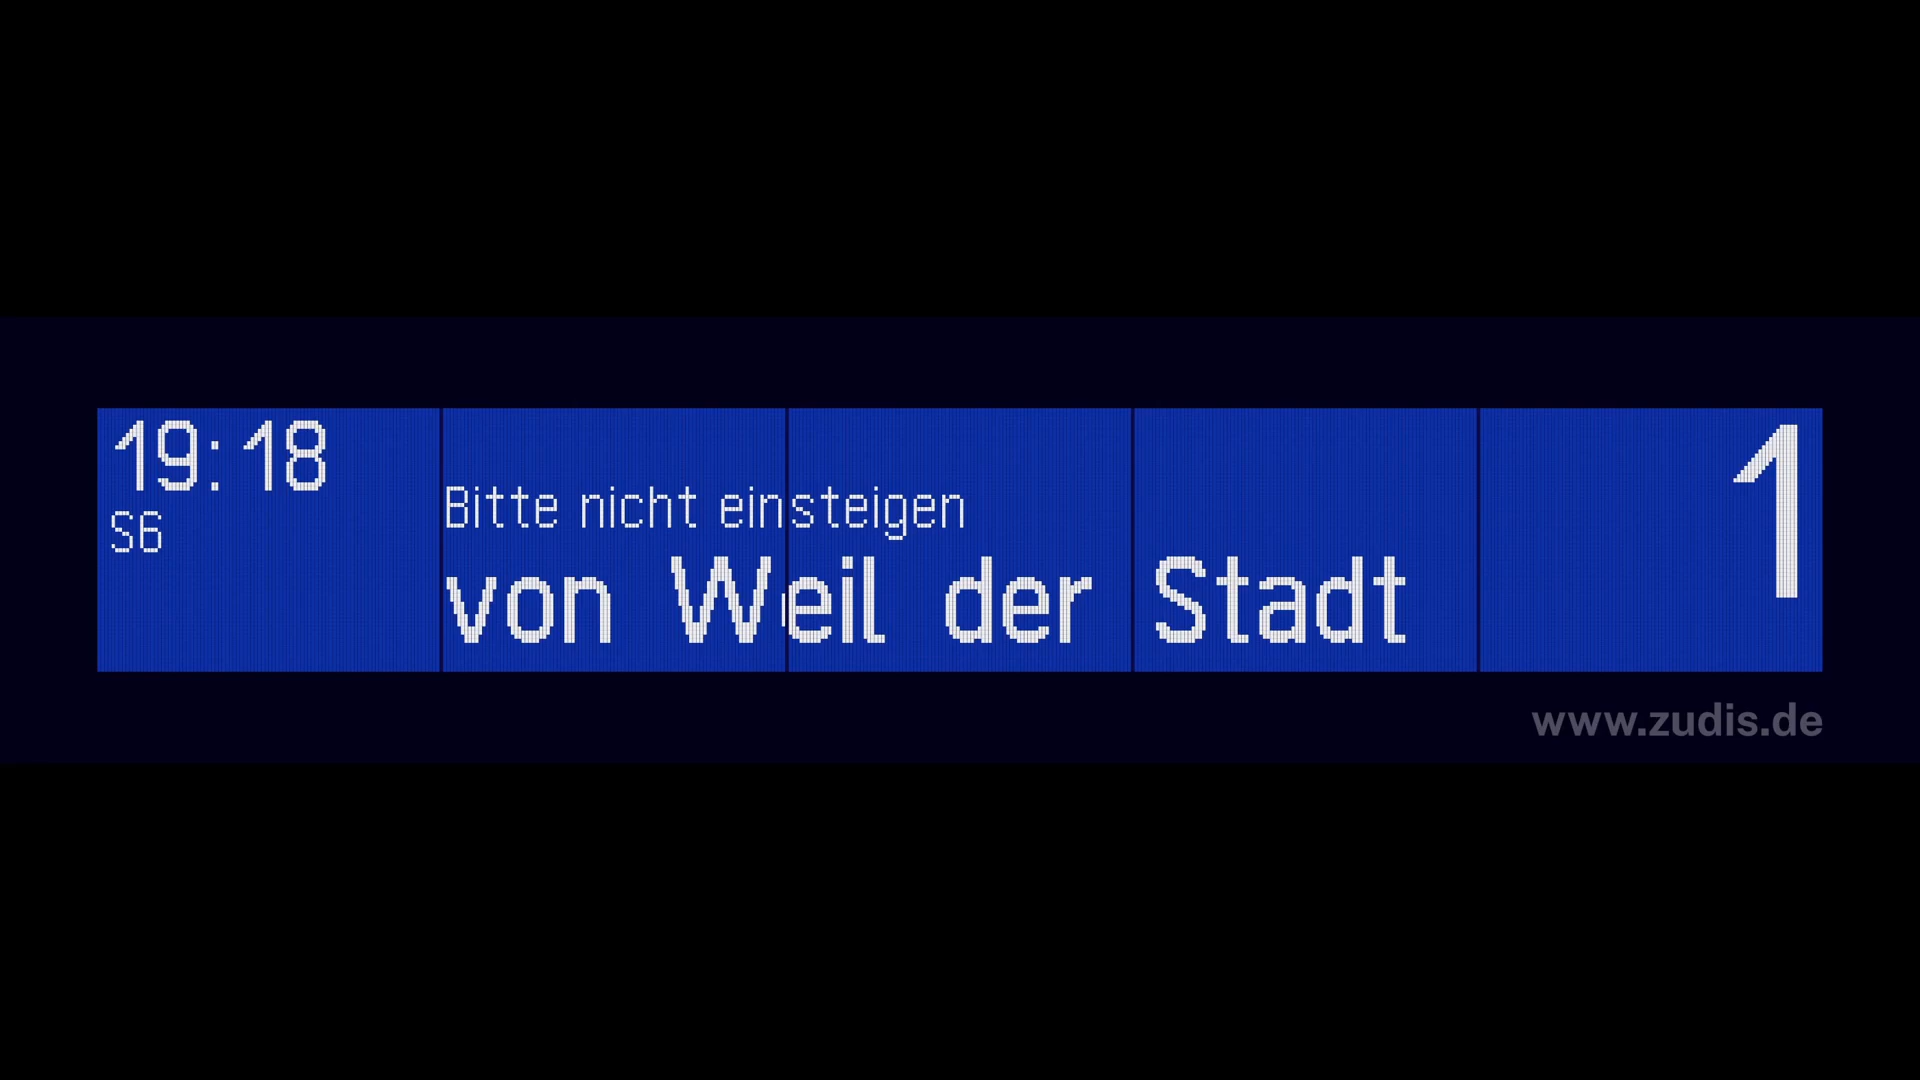 19:18
S6
Bitte nicht einsteigen
von Weil der Stadt
1
www.zudis.de